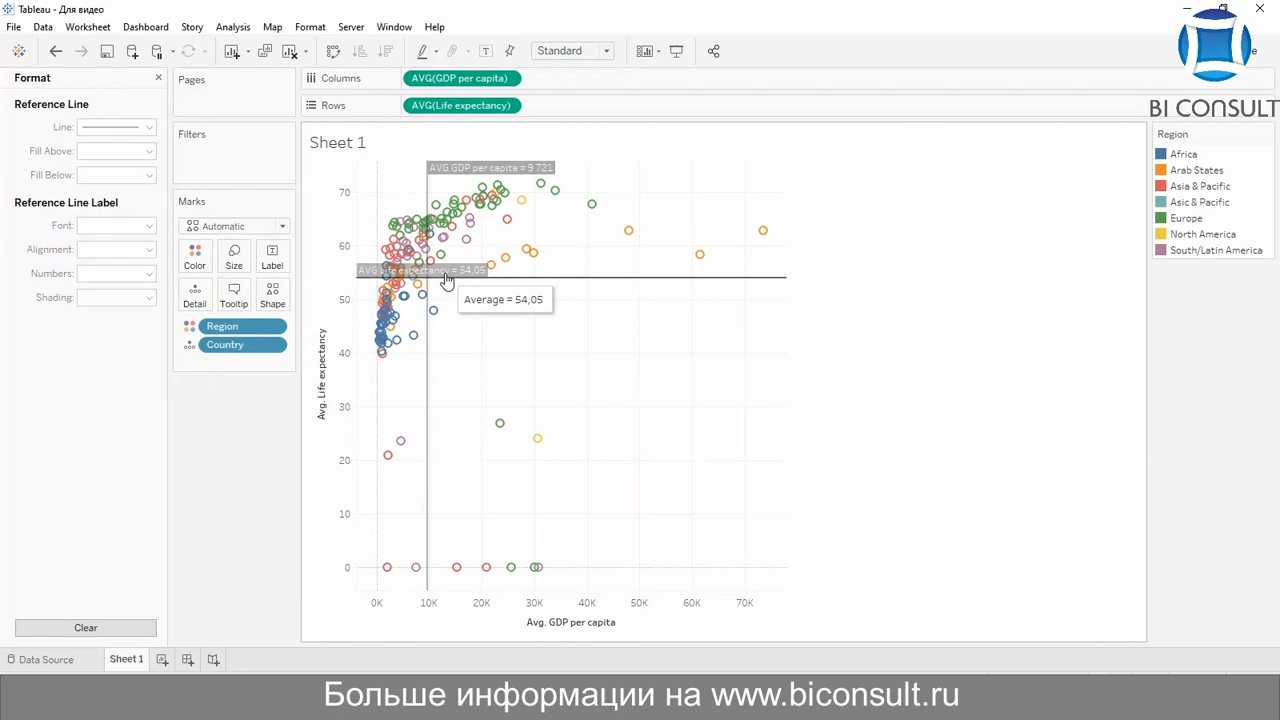 Tableau - Для видео
File Data Worksheet Dashboard Story Analysis Map Format Server Window Help
Standard
Format
Reference Line
Line:
Fill Above:
Fill Below:
Reference Line Label
Font:
Alignment:
Numbers:
Shading:
Clear
Pages
Filters
Marks
Automatic
Color Size Label
Detail Tooltip Shape
Region
Country
Columns AVG(GDP per capita)
Rows AVG(Life expectancy)
Sheet 1
AVG GDP per capita = 9 721
AVG Life expectancy = 54,05
Average = 54,05
Avg. Life expectancy
70
60
50
40
30
20
10
0
0K 10K 20K 30K 40K 50K 60K 70K
Avg. GDP per capita
BI CONSULT
Region
Africa
Arab States
Asia & Pacific
Asic & Pacific
Europe
North America
South/Latin America
Data Source Sheet 1
Больше информации на www.biconsult.ru